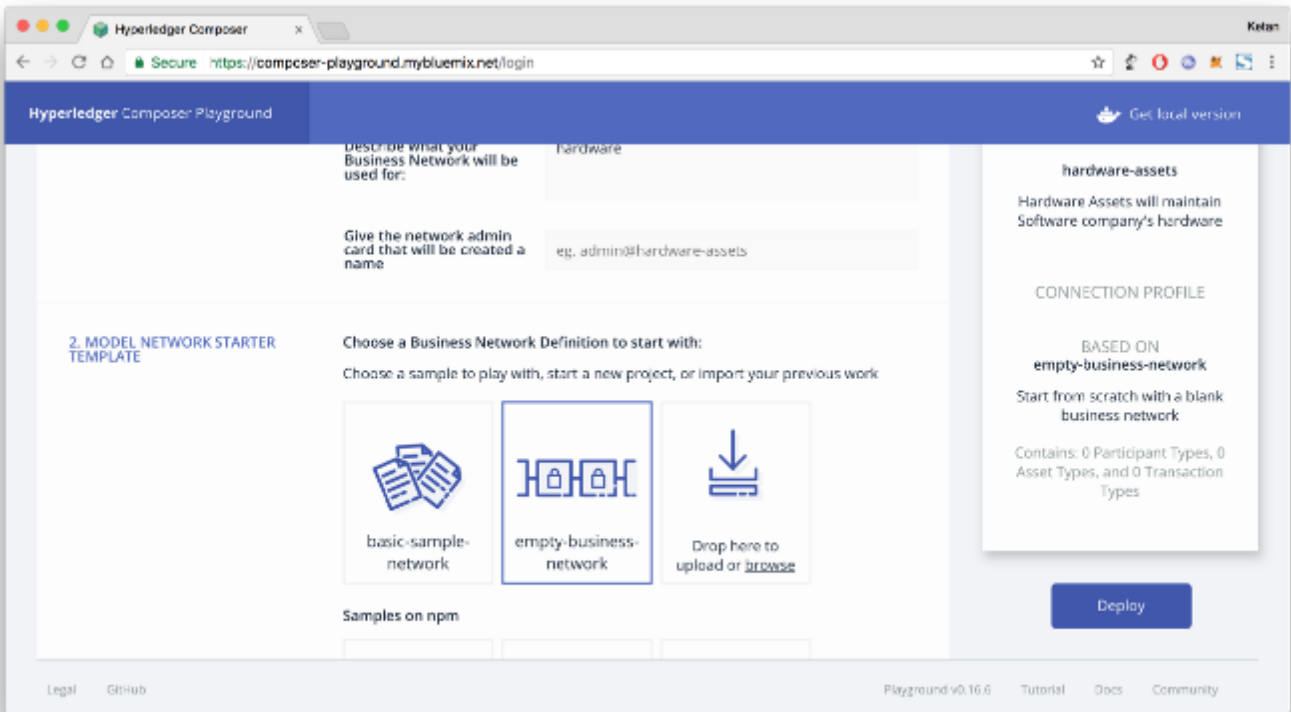 Hyperledger Composer
Ketan
Secure https://composer-playground.mybluemix.net/login
Hyperledger Composer Playground
Get local version
Describe what your
Business Network will be
used for:
hardware
Give the network admin
card that will be created a
name
eg. admin@hardware-assets
2. MODEL NETWORK STARTER
TEMPLATE
Choose a Business Network Definition to start with:
Choose a sample to play with, start a new project, or import your previous work
basic-sample-
network
empty-business-
network
Drop here to
upload or browse
Samples on npm
hardware-assets
Hardware Assets will maintain
Software company's hardware
CONNECTION PROFILE
BASED ON
empty-business-network
Start from scratch with a blank
business network
Contains: 0 Participant Types, 0
Asset Types, and 0 Transaction
Types
Deploy
Legal GitHub
Playground v0.16.6 Tutorial Docs Community